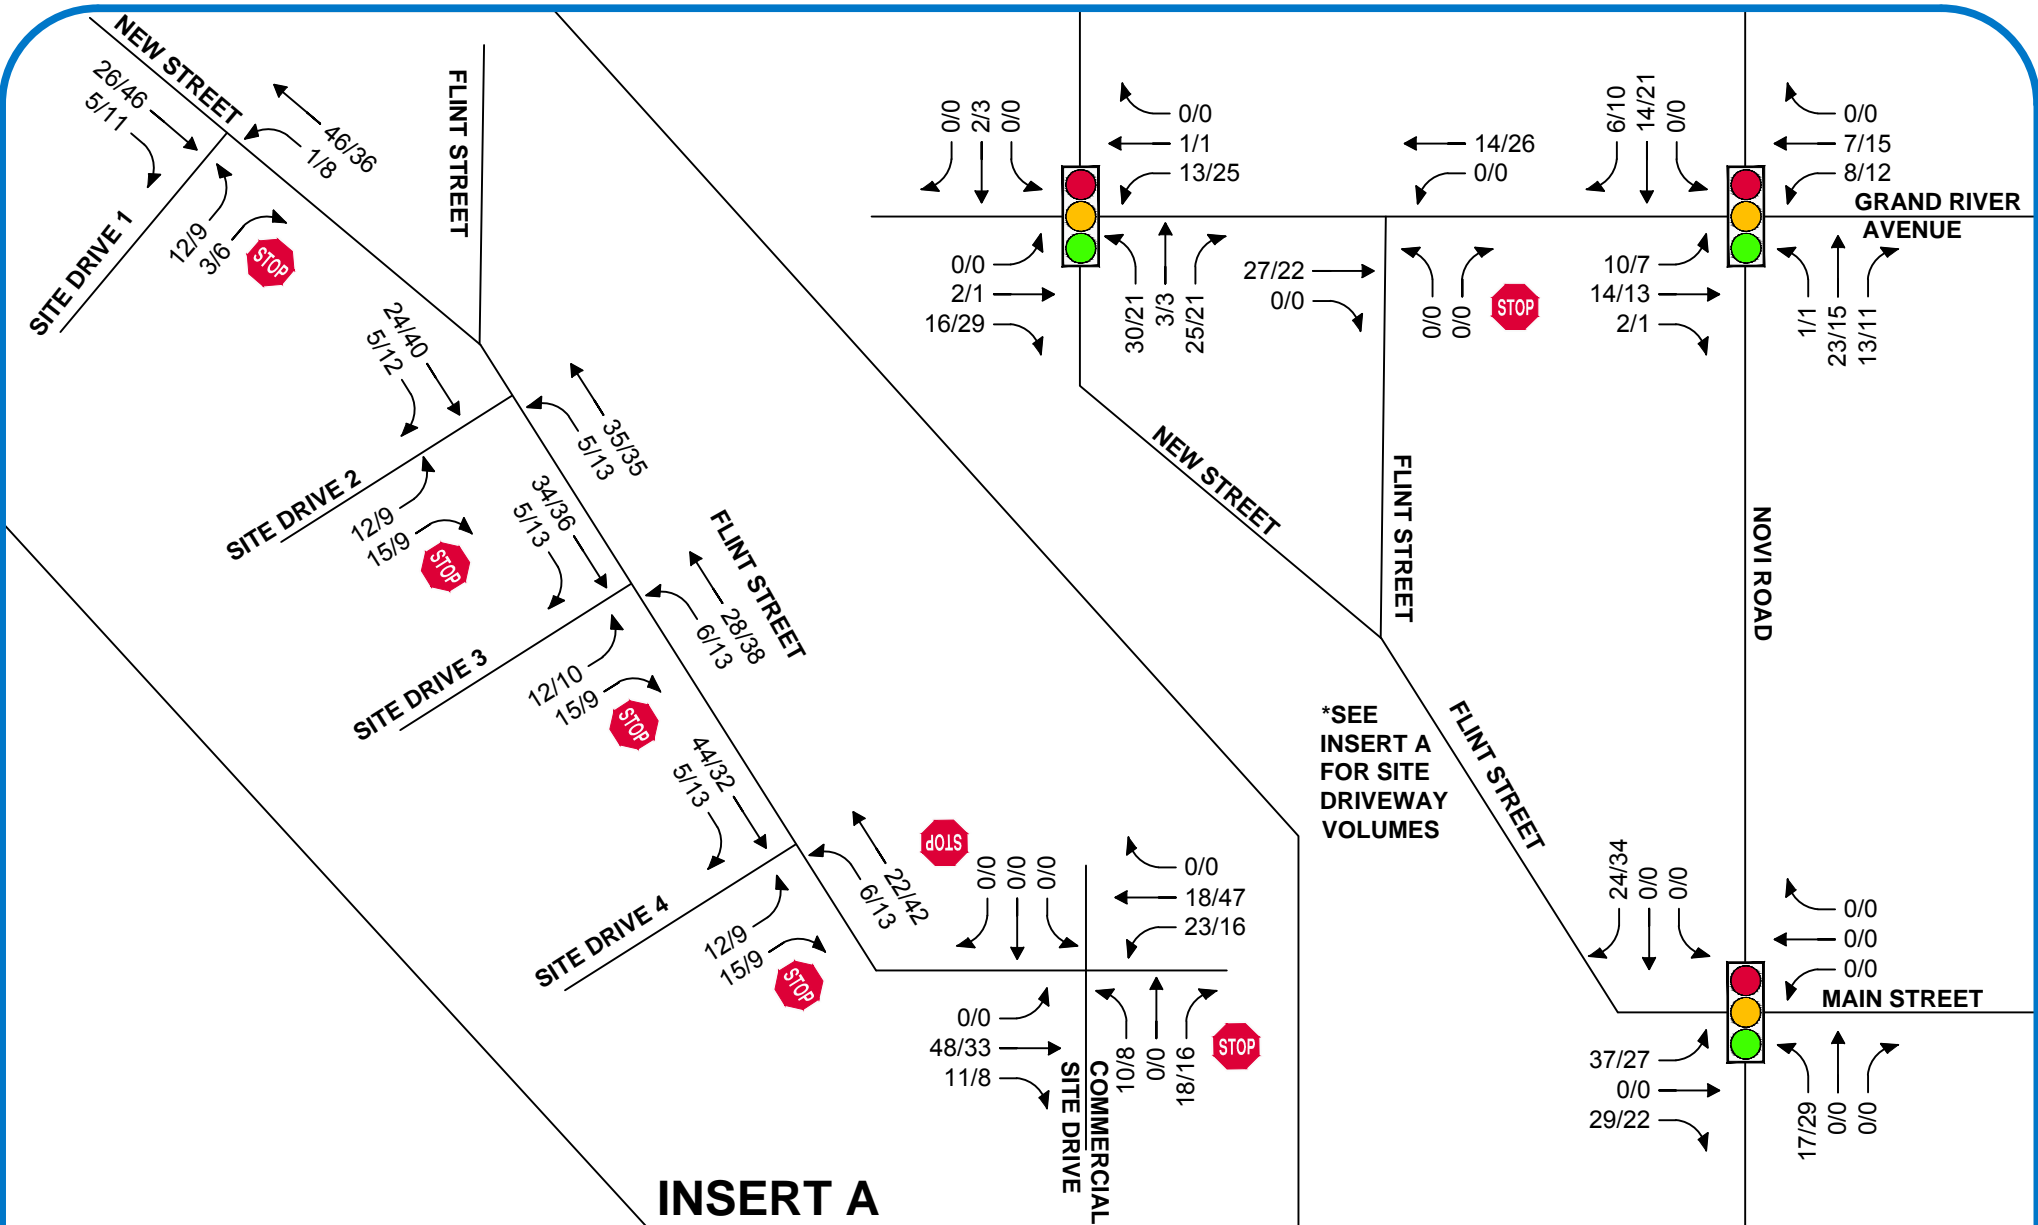 NEW STREET
26/46
5/11
46/36
1/8
SITE DRIVE 1
12/9
3/6
STOP
FLINT STREET
24/40
5/12
35/35
5/13
SITE DRIVE 2
12/9
15/9
STOP
34/36
5/13
FLINT STREET
28/38
6/13
SITE DRIVE 3
12/10
15/9
STOP
44/32
5/13
22/42
6/13
SITE DRIVE 4
12/9
15/9
STOP
STOP
0/0
0/0
0/0
0/0
18/47
23/16
0/0
48/33
11/8
10/8
0/0
18/16
STOP
COMMERCIAL
SITE DRIVE
INSERT A
0/0
2/3
0/0
0/0
1/1
13/25
0/0
2/1
16/29
30/21
3/3
25/21
14/26
0/0
27/22
0/0
0/0
0/0
STOP
6/10
14/21
0/0
0/0
7/15
8/12
GRAND RIVER
AVENUE
10/7
14/13
2/1
1/1
23/15
13/11
NEW STREET
FLINT STREET
NOVI ROAD
*SEE
INSERT A
FOR SITE
DRIVEWAY
VOLUMES
FLINT STREET
24/34
0/0
0/0
0/0
0/0
0/0
MAIN STREET
37/27
0/0
29/22
17/29
0/0
0/0